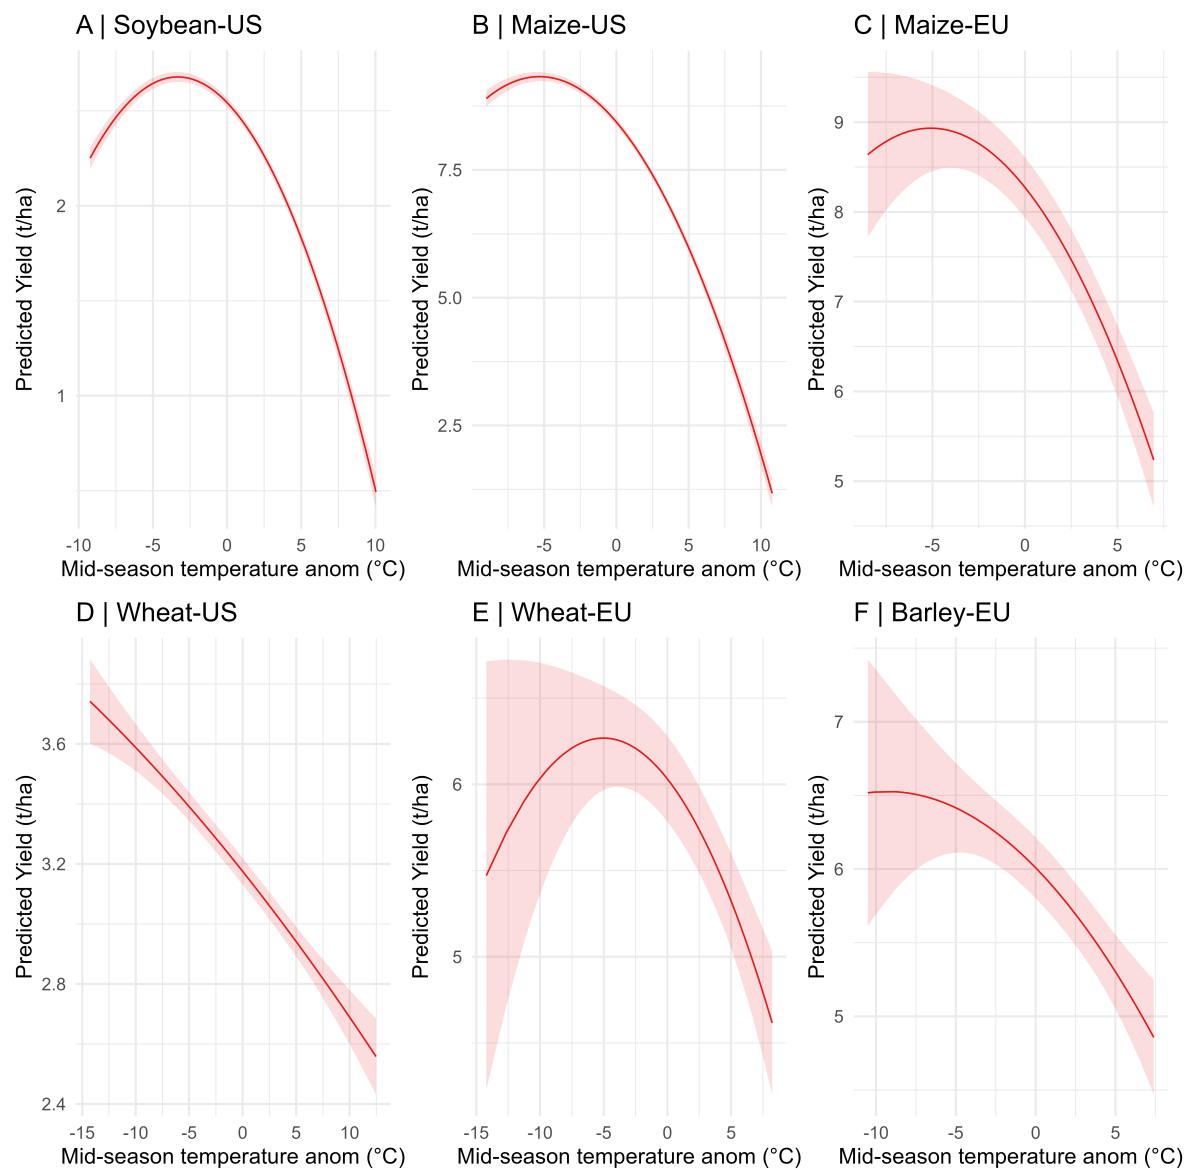 A | Soybean-US
B | Maize-US
C | Maize-EU
Predicted Yield (t/ha)
2
1
-10 -5 0 5 10
Mid-season temperature anom (°C)
Predicted Yield (t/ha)
7.5
5.0
2.5
-5 0 5 10
Mid-season temperature anom (°C)
Predicted Yield (t/ha)
9
8
7
6
5
-5 0 5
Mid-season temperature anom (°C)
D | Wheat-US
E | Wheat-EU
F | Barley-EU
Predicted Yield (t/ha)
3.6
3.2
2.8
2.4
-15 -10 -5 0 5 10
Mid-season temperature anom (°C)
Predicted Yield (t/ha)
6
5
-15 -10 -5 0 5
Mid-season temperature anom (°C)
Predicted Yield (t/ha)
7
6
5
-10 -5 0 5
Mid-season temperature anom (°C)